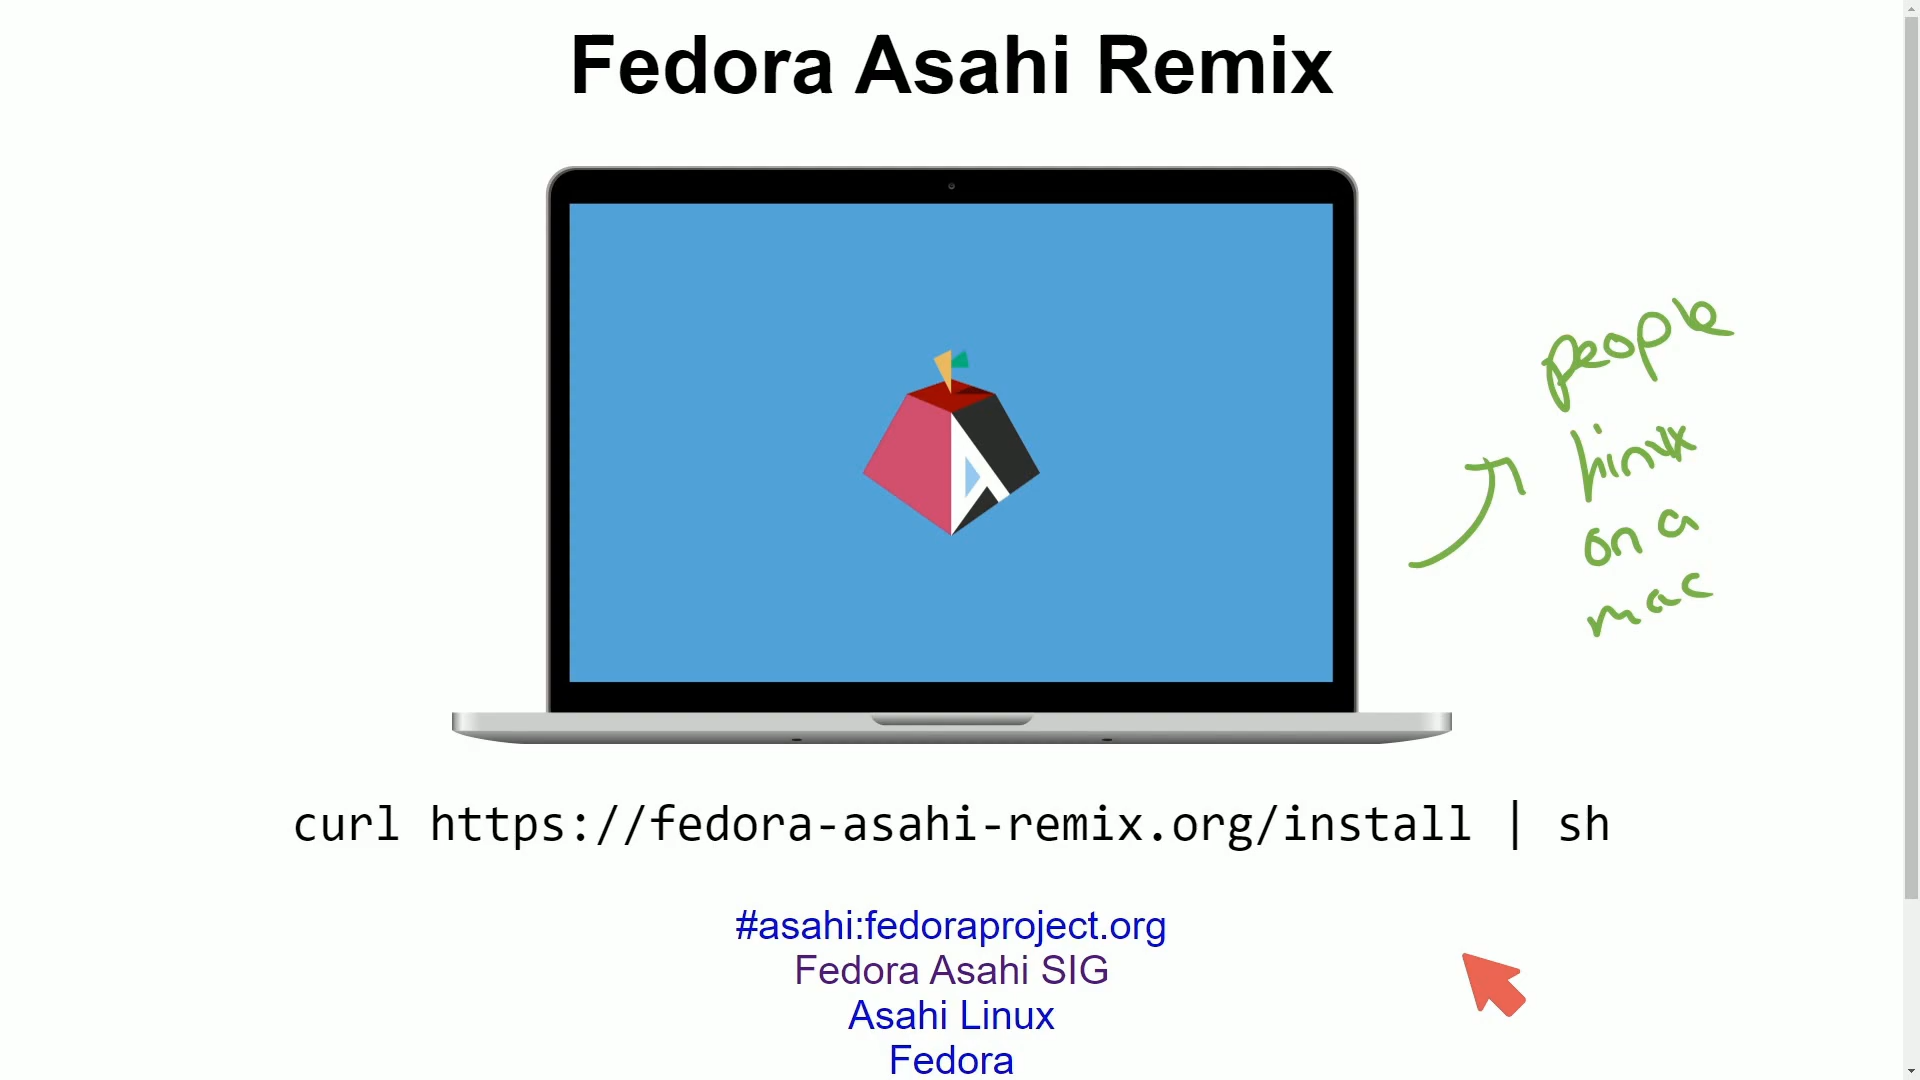 Fedora Asahi Remix
people
Linux
on a
mac
curl https://fedora-asahi-remix.org/install | sh
#asahi:fedoraproject.org
Fedora Asahi SIG
Asahi Linux
Fedora